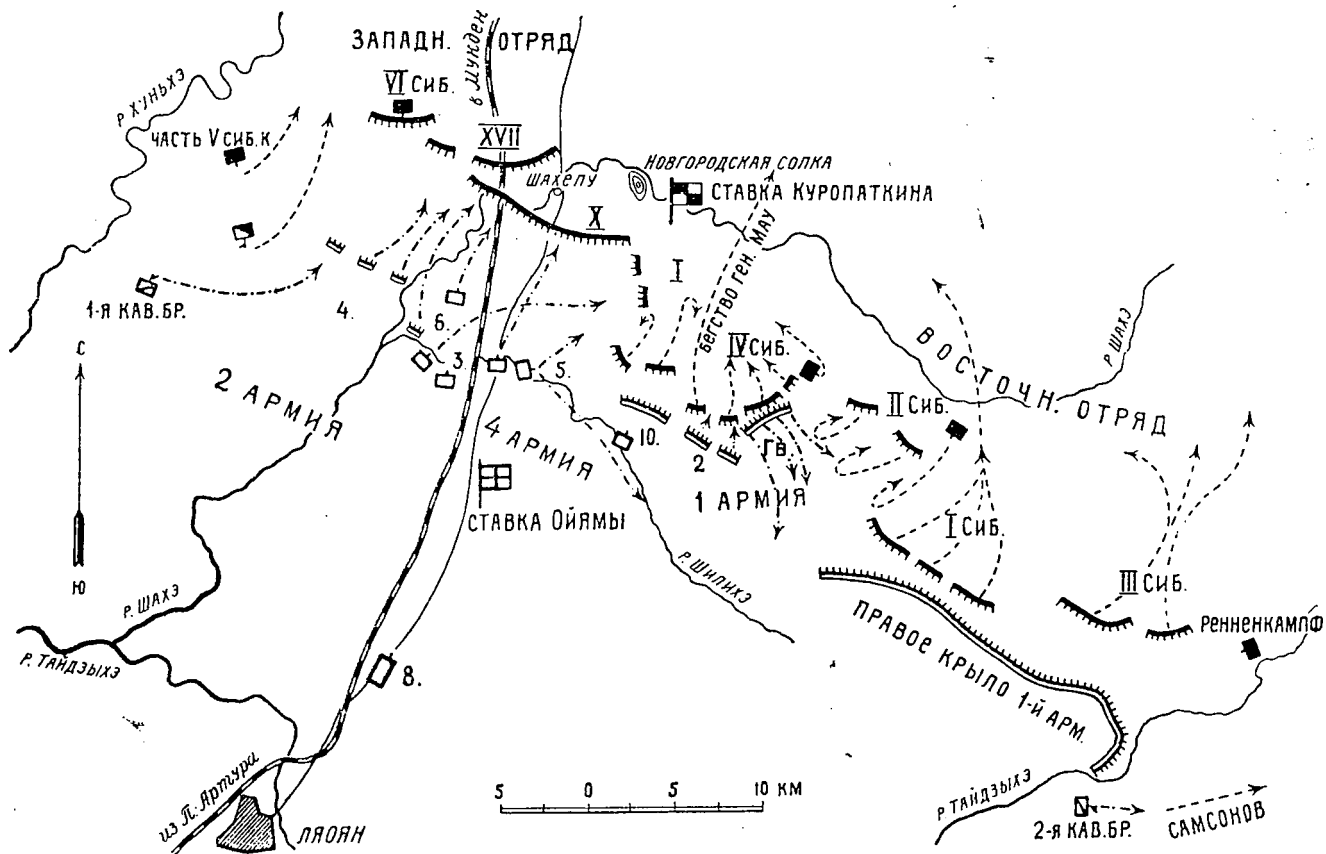 ЗАПАДН. ОТРЯД
в Мукден
Р. ХУНЬХЭ
VI СИБ.
ЧАСТЬ V СИБ. К
XVII
ШАХЕПУ
НОВГОРОДСКАЯ СОПКА
СТАВКА КУРОПАТКИНА
X
I
БЕГСТВО ГЕН. МАУ
1-Я КАВ. БР.
4.
6.
3.
5.
С
Ю
2 АРМИЯ
4 АРМИЯ
IV СИБ.
ВОСТОЧН. ОТРЯД
Р. ШАХЭ
II СИБ.
10.
2
ГВ.
1 АРМИЯ
СТАВКА ОЙЯМЫ
Р. ШИЛИХЭ
I СИБ.
III СИБ.
РЕННЕНКАМПФ
Р. ШАХЭ
Р. ТАЙДЗЫХЭ
8.
ПРАВОЕ КРЫЛО 1-Й АРМ.
из П. Артура
ЛЯОЯН
5 0 5 10 КМ
Р. ТАЙДЗЫХЭ
2-Я КАВ. БР.
САМСОНОВ